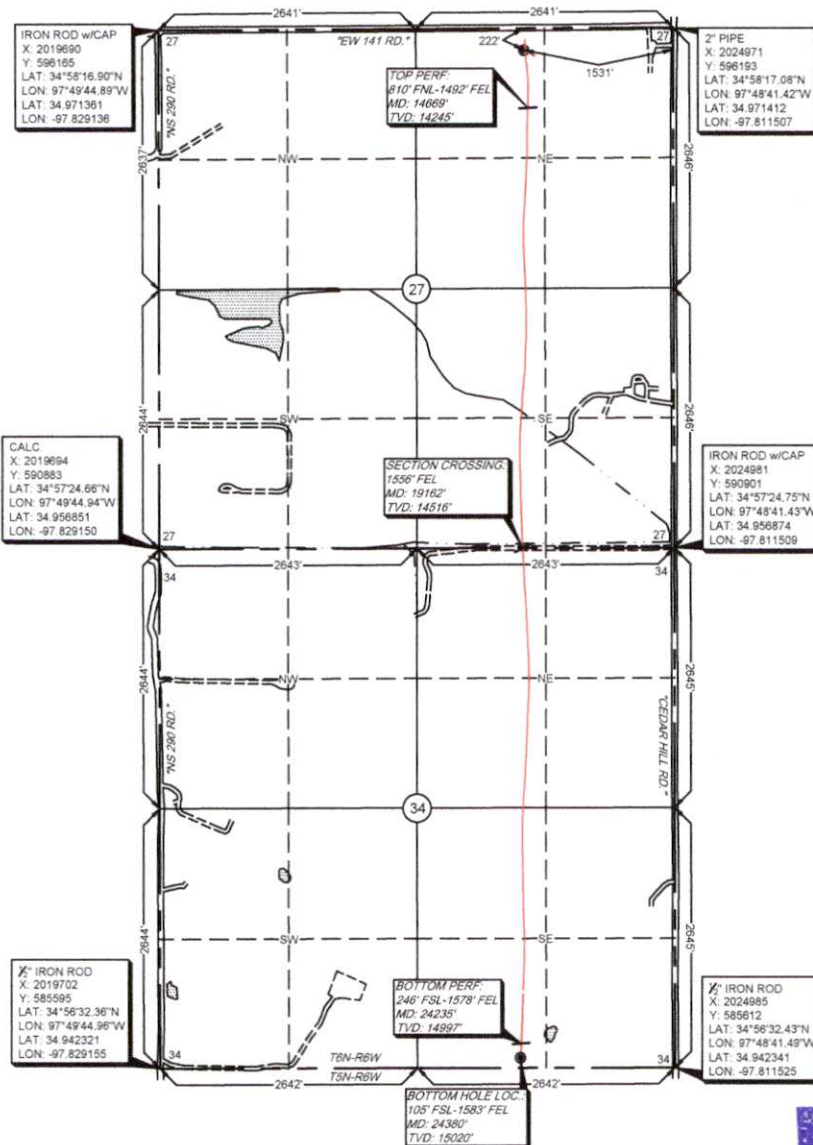 2641'
2641'
IRON ROD w/CAP
X: 2019690
Y: 596165
LAT: 34°58'16.90"N
LON: 97°49'44.89"W
LAT: 34.971361
LON: -97.829136
27
"EW 141 RD."
222'
27
1531'
2" PIPE
X: 2024971
Y: 596193
LAT: 34°58'17.08"N
LON: 97°48'41.42"W
LAT: 34.971412
LON: -97.811507
"NS 290 RD."
TOP PERF:
810' FNL-1492' FEL
MD: 14669'
TVD: 14245'
2637'
NW
NE
2646'
27
2644'
SW
SE
2646'
CALC.
X: 2019694
Y: 590883
LAT: 34°57'24.66"N
LON: 97°49'44.94"W
LAT: 34.956851
LON: -97.829150
SECTION CROSSING:
1556' FEL
MD: 19162'
TVD: 14516'
IRON ROD w/CAP
X: 2024981
Y: 590901
LAT: 34°57'24.75"N
LON: 97°48'41.43"W
LAT: 34.956874
LON: -97.811509
27
27
2643'
2643'
34
34
2644'
NW
NE
2645'
"NS 290 RD."
"CEDAR HILL RD."
34
2644'
SW
SE
2645'
½" IRON ROD
X: 2019702
Y: 585595
LAT: 34°56'32.36"N
LON: 97°49'44.96"W
LAT: 34.942321
LON: -97.829155
BOTTOM PERF:
246' FSL-1578' FEL
MD: 24235'
TVD: 14997'
½" IRON ROD
X: 2024985
Y: 585612
LAT: 34°56'32.43"N
LON: 97°48'41.49"W
LAT: 34.942341
LON: -97.811525
34
T6N-R6W
34
T5N-R6W
2642'
2642'
BOTTOM HOLE LOC.:
105' FSL-1583' FEL
MD: 24380'
TVD: 15020'